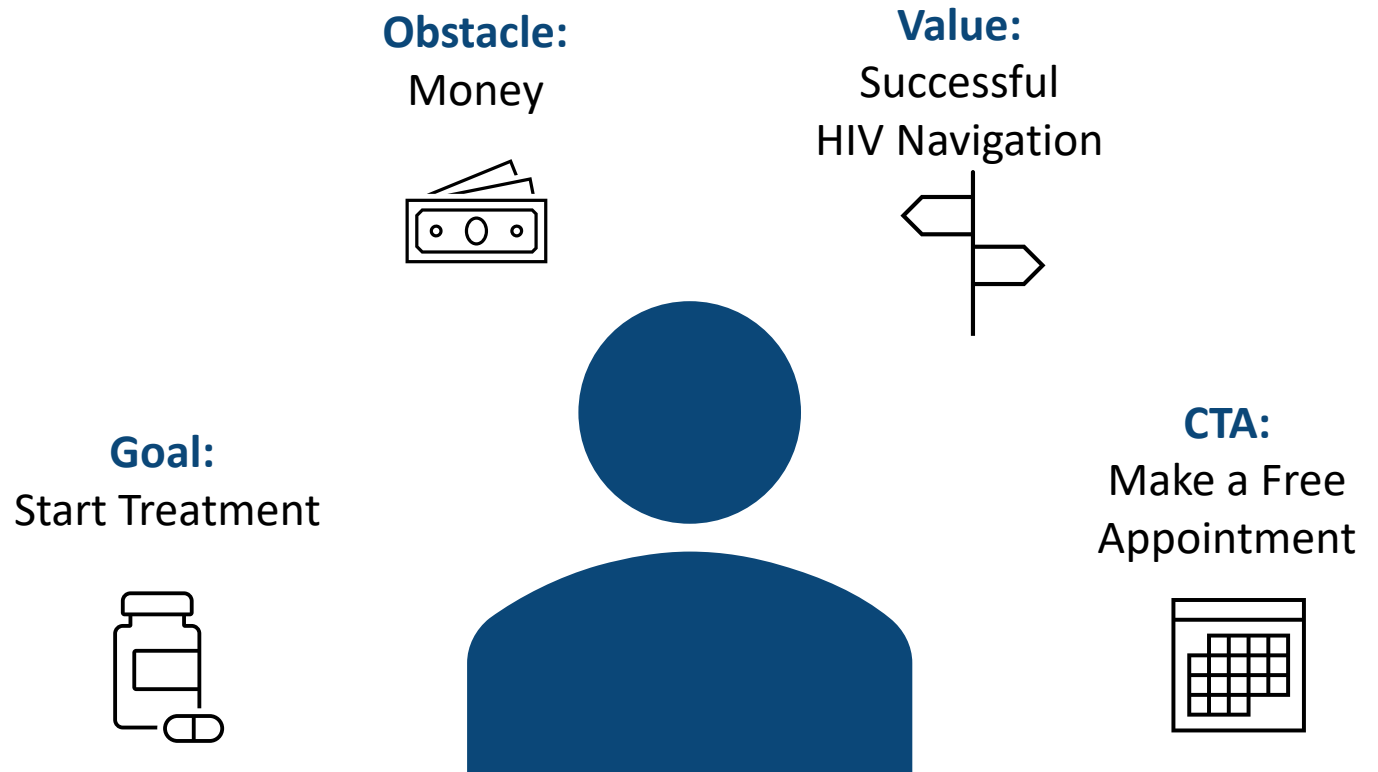 Obstacle:
Money
Value:
Successful
HIV Navigation
Goal:
Start Treatment
CTA:
Make a Free
Appointment